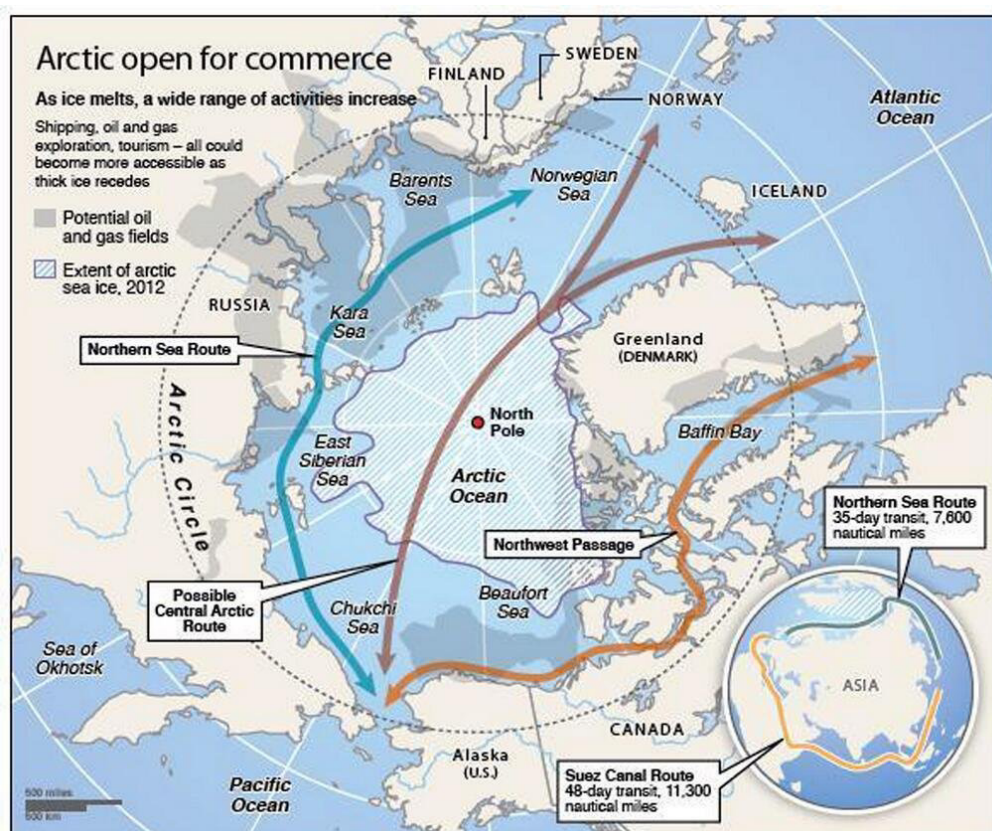 Arctic open for commerce
As ice melts, a wide range of activities increase
Shipping, oil and gas
exploration, tourism – all could
become more accessible as
thick ice recedes
Potential oil
and gas fields
Extent of arctic
sea ice, 2012
FINLAND
SWEDEN
NORWAY
Atlantic
Ocean
Barents
Sea
Norwegian
Sea
ICELAND
RUSSIA
Kara
Sea
Northern Sea Route
Greenland
(DENMARK)
Arctic Circle
North
Pole
Baffin Bay
East
Siberian
Sea
Arctic
Ocean
Northwest Passage
Northern Sea Route
35-day transit, 7,600
nautical miles
Possible
Central Arctic
Route
Chukchi
Sea
Beaufort
Sea
Sea of
Okhotsk
ASIA
CANADA
Alaska
(U.S.)
Suez Canal Route
48-day transit, 11,300
nautical miles
Pacific
Ocean
500 miles
500 km